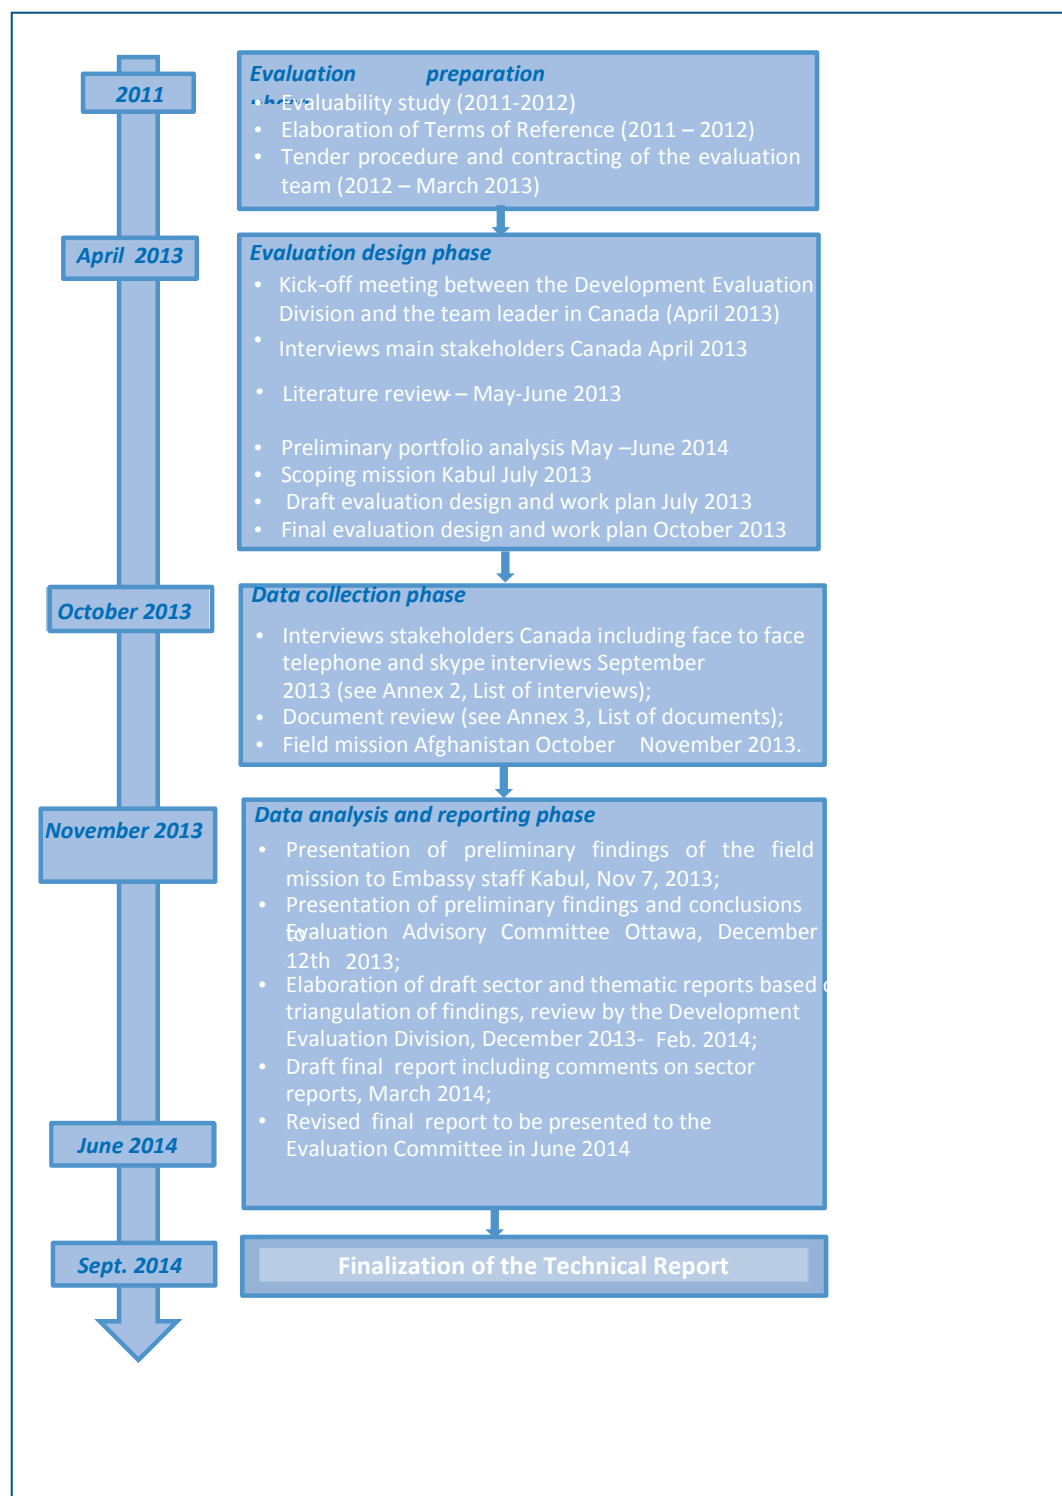 2011
Evaluation preparation
phase
• Evaluability study (2011-2012)
• Elaboration of Terms of Reference (2011 – 2012)
• Tender procedure and contracting of the evaluation
team (2012 – March 2013)
April 2013
Evaluation design phase
• Kick-off meeting between the Development Evaluation
Division and the team leader in Canada (April 2013)
• Interviews main stakeholders Canada April 2013
• Literature review- – May-June 2013
• Preliminary portfolio analysis May –June 2014
• Scoping mission Kabul July 2013
• Draft evaluation design and work plan July 2013
• Final evaluation design and work plan October 2013
October 2013
Data collection phase
• Interviews stakeholders Canada including face to face
telephone and skype interviews September
2013 (see Annex 2, List of interviews);
• Document review (see Annex 3, List of documents);
• Field mission Afghanistan October November 2013.
November 2013
Data analysis and reporting phase
• Presentation of preliminary findings of the field
mission to Embassy staff Kabul, Nov 7, 2013;
• Presentation of preliminary findings and conclusions
to Evaluation Advisory Committee Ottawa, December
12th 2013;
• Elaboration of draft sector and thematic reports based
triangulation of findings, review by the Development
Evaluation Division, December 2013- Feb. 2014;
• Draft final report including comments on sector
reports, March 2014;
• Revised final report to be presented to the
Evaluation Committee in June 2014
June 2014
Sept. 2014
Finalization of the Technical Report